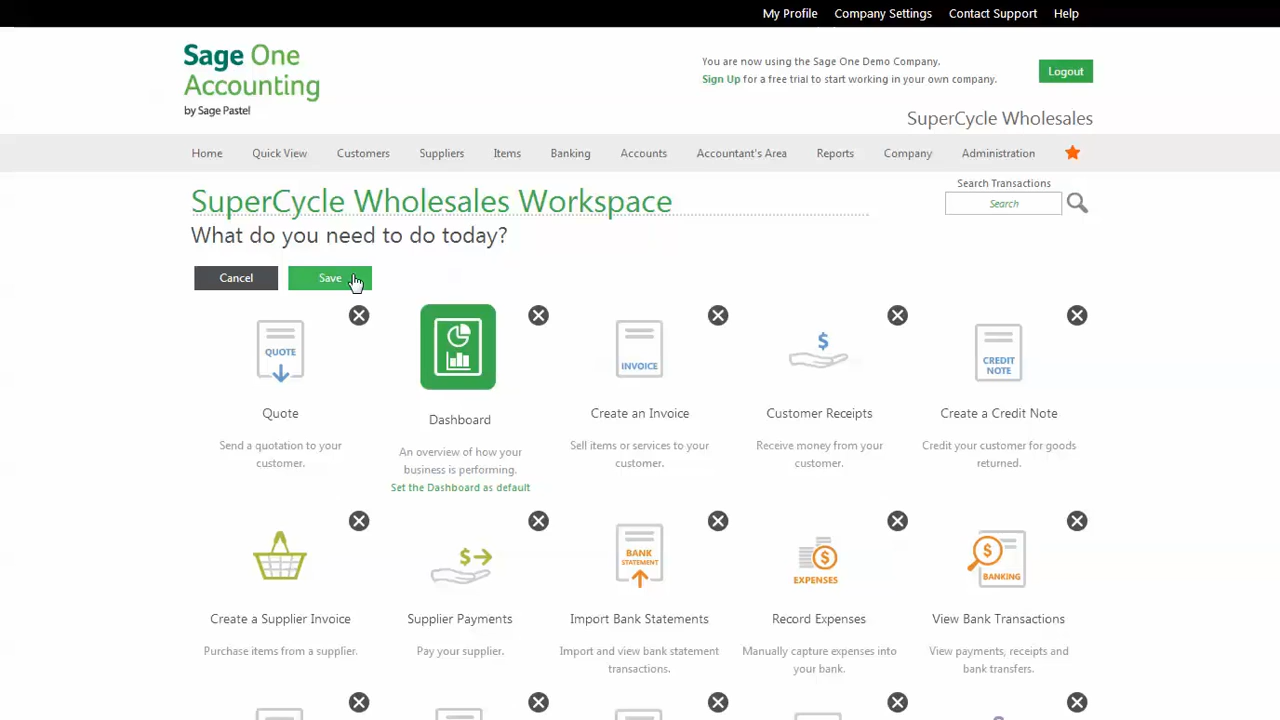 My Profile Company Settings Contact Support Help
Sage One
Accounting
by Sage Pastel
You are now using the Sage One Demo Company.
Sign Up for a free trial to start working in your own company.
Logout
SuperCycle Wholesales
Home Quick View Customers Suppliers Items Banking Accounts Accountant's Area Reports Company Administration
SuperCycle Wholesales Workspace
Search Transactions
Search
What do you need to do today?
Cancel Save
QUOTE
INVOICE
$
CREDIT
NOTE
Quote
Send a quotation to your
customer.
Dashboard
An overview of how your
business is performing.
Set the Dashboard as default
Create an Invoice
Sell items or services to your
customer.
Customer Receipts
Receive money from your
customer.
Create a Credit Note
Credit your customer for goods
returned.
$
BANK
STATEMENT
$
EXPENSES
$
BANKING
Create a Supplier Invoice
Purchase items from a supplier.
Supplier Payments
Pay your supplier.
Import Bank Statements
Import and view bank statement
transactions.
Record Expenses
Manually capture expenses into
your bank.
View Bank Transactions
View payments, receipts and
bank transfers.